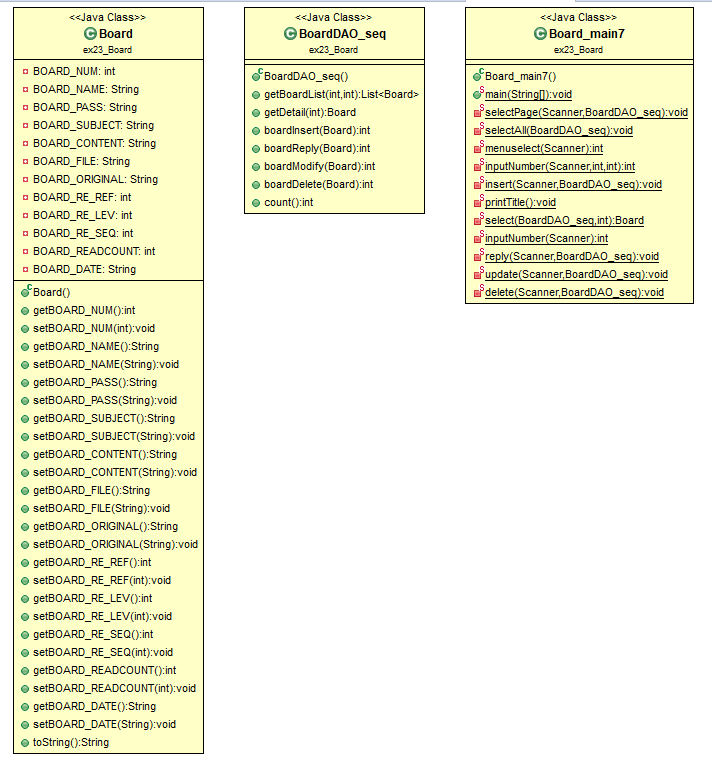 <<Java Class>>
Board
ex23_Board
BOARD_NUM: int
BOARD_NAME: String
BOARD_PASS: String
BOARD_SUBJECT: String
BOARD_CONTENT: String
BOARD_FILE: String
BOARD_ORIGINAL: String
BOARD_RE_REF: int
BOARD_RE_LEV: int
BOARD_RE_SEQ: int
BOARD_READCOUNT: int
BOARD_DATE: String
Board()
getBOARD_NUM():int
setBOARD_NUM(int):void
getBOARD_NAME():String
setBOARD_NAME(String):void
getBOARD_PASS():String
setBOARD_PASS(String):void
getBOARD_SUBJECT():String
setBOARD_SUBJECT(String):void
getBOARD_CONTENT():String
setBOARD_CONTENT(String):void
getBOARD_FILE():String
setBOARD_FILE(String):void
getBOARD_ORIGINAL():String
setBOARD_ORIGINAL(String):void
getBOARD_RE_REF():int
setBOARD_RE_REF(int):void
getBOARD_RE_LEV():int
setBOARD_RE_LEV(int):void
getBOARD_RE_SEQ():int
setBOARD_RE_SEQ(int):void
getBOARD_READCOUNT():int
setBOARD_READCOUNT(int):void
getBOARD_DATE():String
setBOARD_DATE(String):void
toString():String
<<Java Class>>
BoardDAO_seq
ex23_Board
BoardDAO_seq()
getBoardList(int,int):List<Board>
getDetail(int):Board
boardInsert(Board):int
boardReply(Board):int
boardModify(Board):int
boardDelete(Board):int
count():int
<<Java Class>>
Board_main7
ex23_Board
Board_main7()
main(String[]):void
selectPage(Scanner,BoardDAO_seq):void
selectAll(BoardDAO_seq):void
menuselect(Scanner):int
inputNumber(Scanner,int,int):int
insert(Scanner,BoardDAO_seq):void
printTitle():void
select(BoardDAO_seq,int):Board
inputNumber(Scanner):int
reply(Scanner,BoardDAO_seq):void
update(Scanner,BoardDAO_seq):void
delete(Scanner,BoardDAO_seq):void